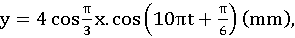 y = 4 cos π/3 x. cos (10πt + π/6) (mm),